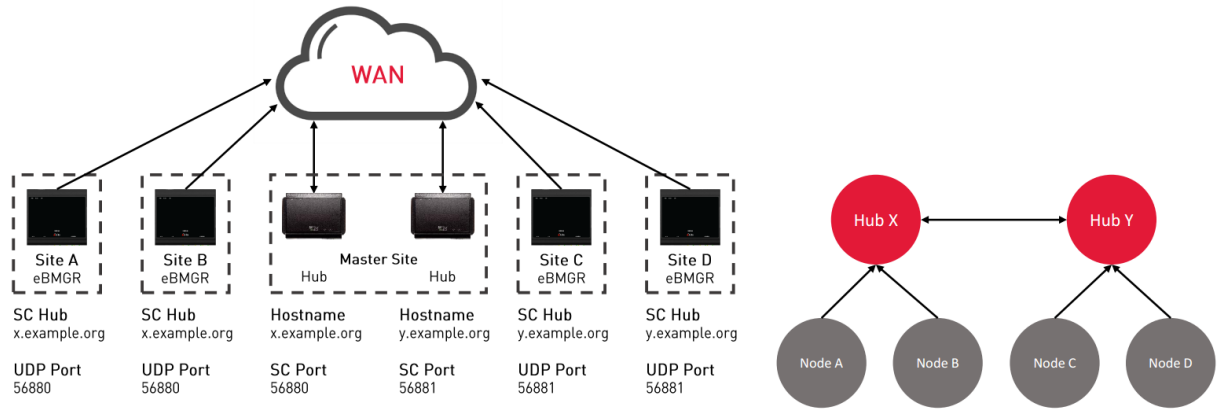 WAN
Site A
eBMGR
Site B
eBMGR
Master Site
Hub
Hub
Site C
eBMGR
Site D
eBMGR
SC Hub
x.example.org
UDP Port
56880
SC Hub
x.example.org
UDP Port
56880
Hostname
x.example.org
SC Port
56880
Hostname
y.example.org
SC Port
56881
SC Hub
y.example.org
UDP Port
56881
SC Hub
y.example.org
UDP Port
56881
Hub X
Hub Y
Node A
Node B
Node C
Node D